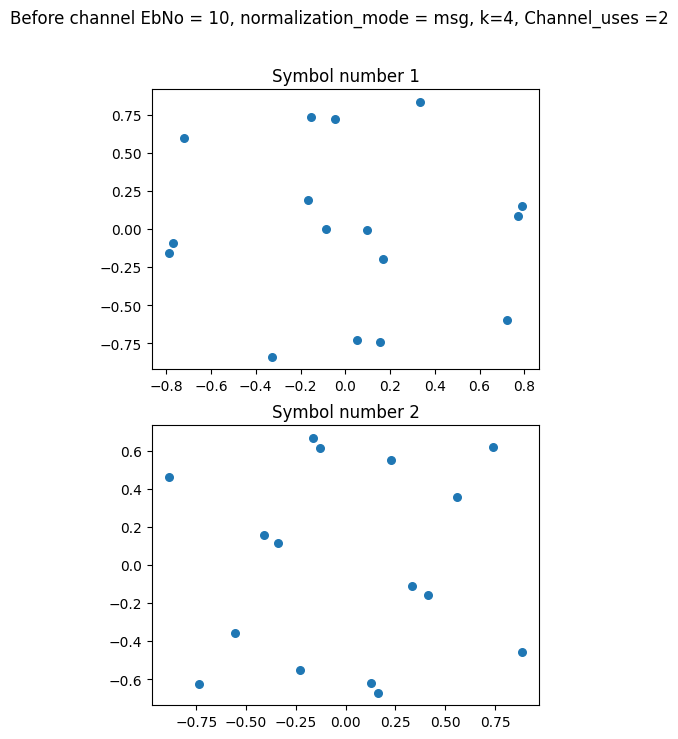 Before channel EbNo = 10, normalization_mode = msg, k=4, Channel_uses =2
Symbol number 1
0.75
0.50
0.25
0.00
−0.25
−0.50
−0.75
−0.8 −0.6 −0.4 −0.2 0.0 0.2 0.4 0.6 0.8
Symbol number 2
0.6
0.4
0.2
0.0
−0.2
−0.4
−0.6
−0.75 −0.50 −0.25 0.00 0.25 0.50 0.75